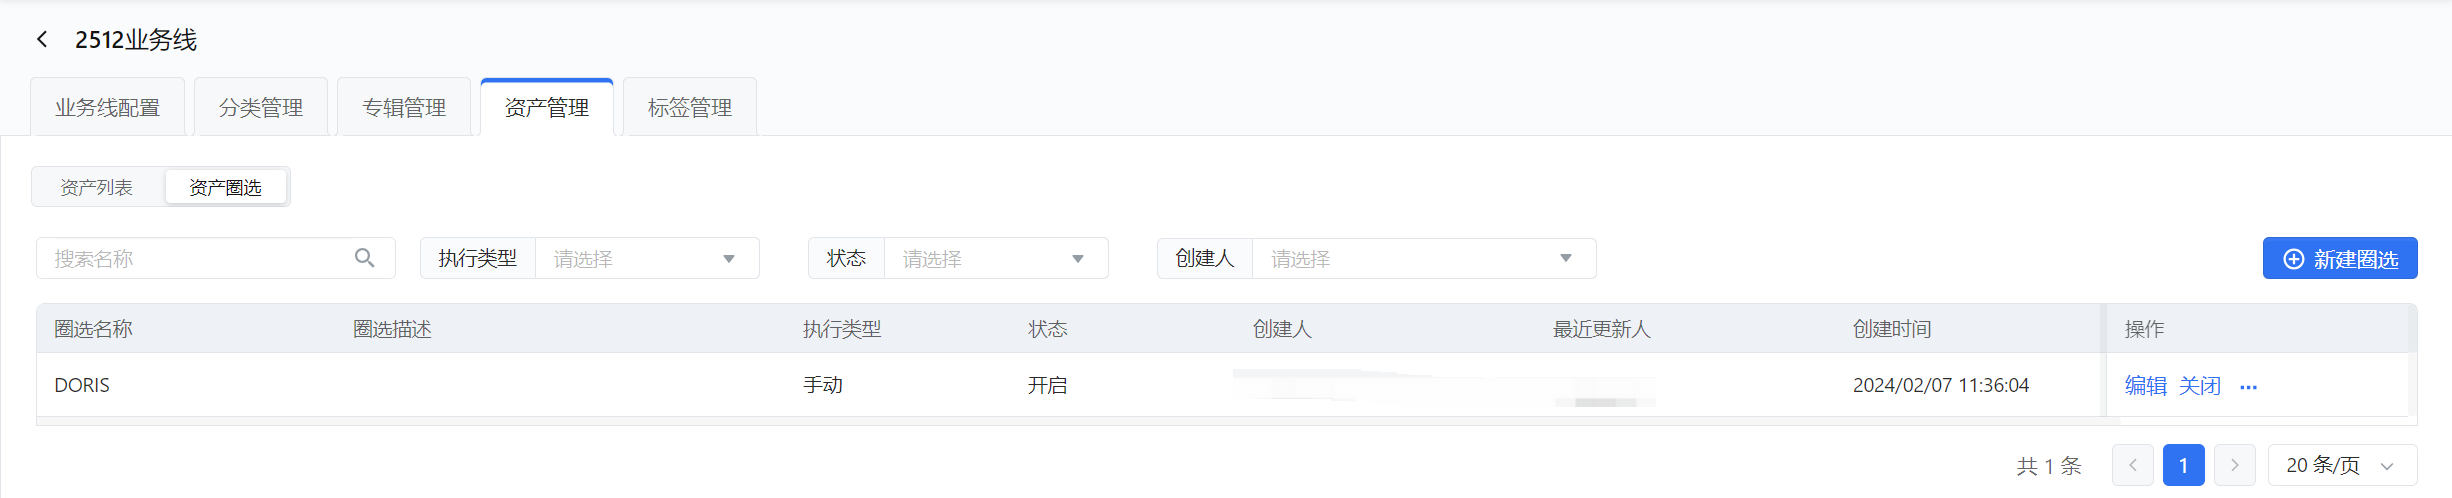 2512业务线
业务线配置 分类管理 专辑管理 资产管理 标签管理
资产列表 资产圈选
搜索名称 执行类型 请选择 状态 请选择 创建人 请选择 新建圈选
圈选名称 圈选描述 执行类型 状态 创建人 最近更新人 创建时间 操作
DORIS 手动 开启 2024/02/07 11:36:04 编辑 关闭 ···
共 1 条 1 20 条/页